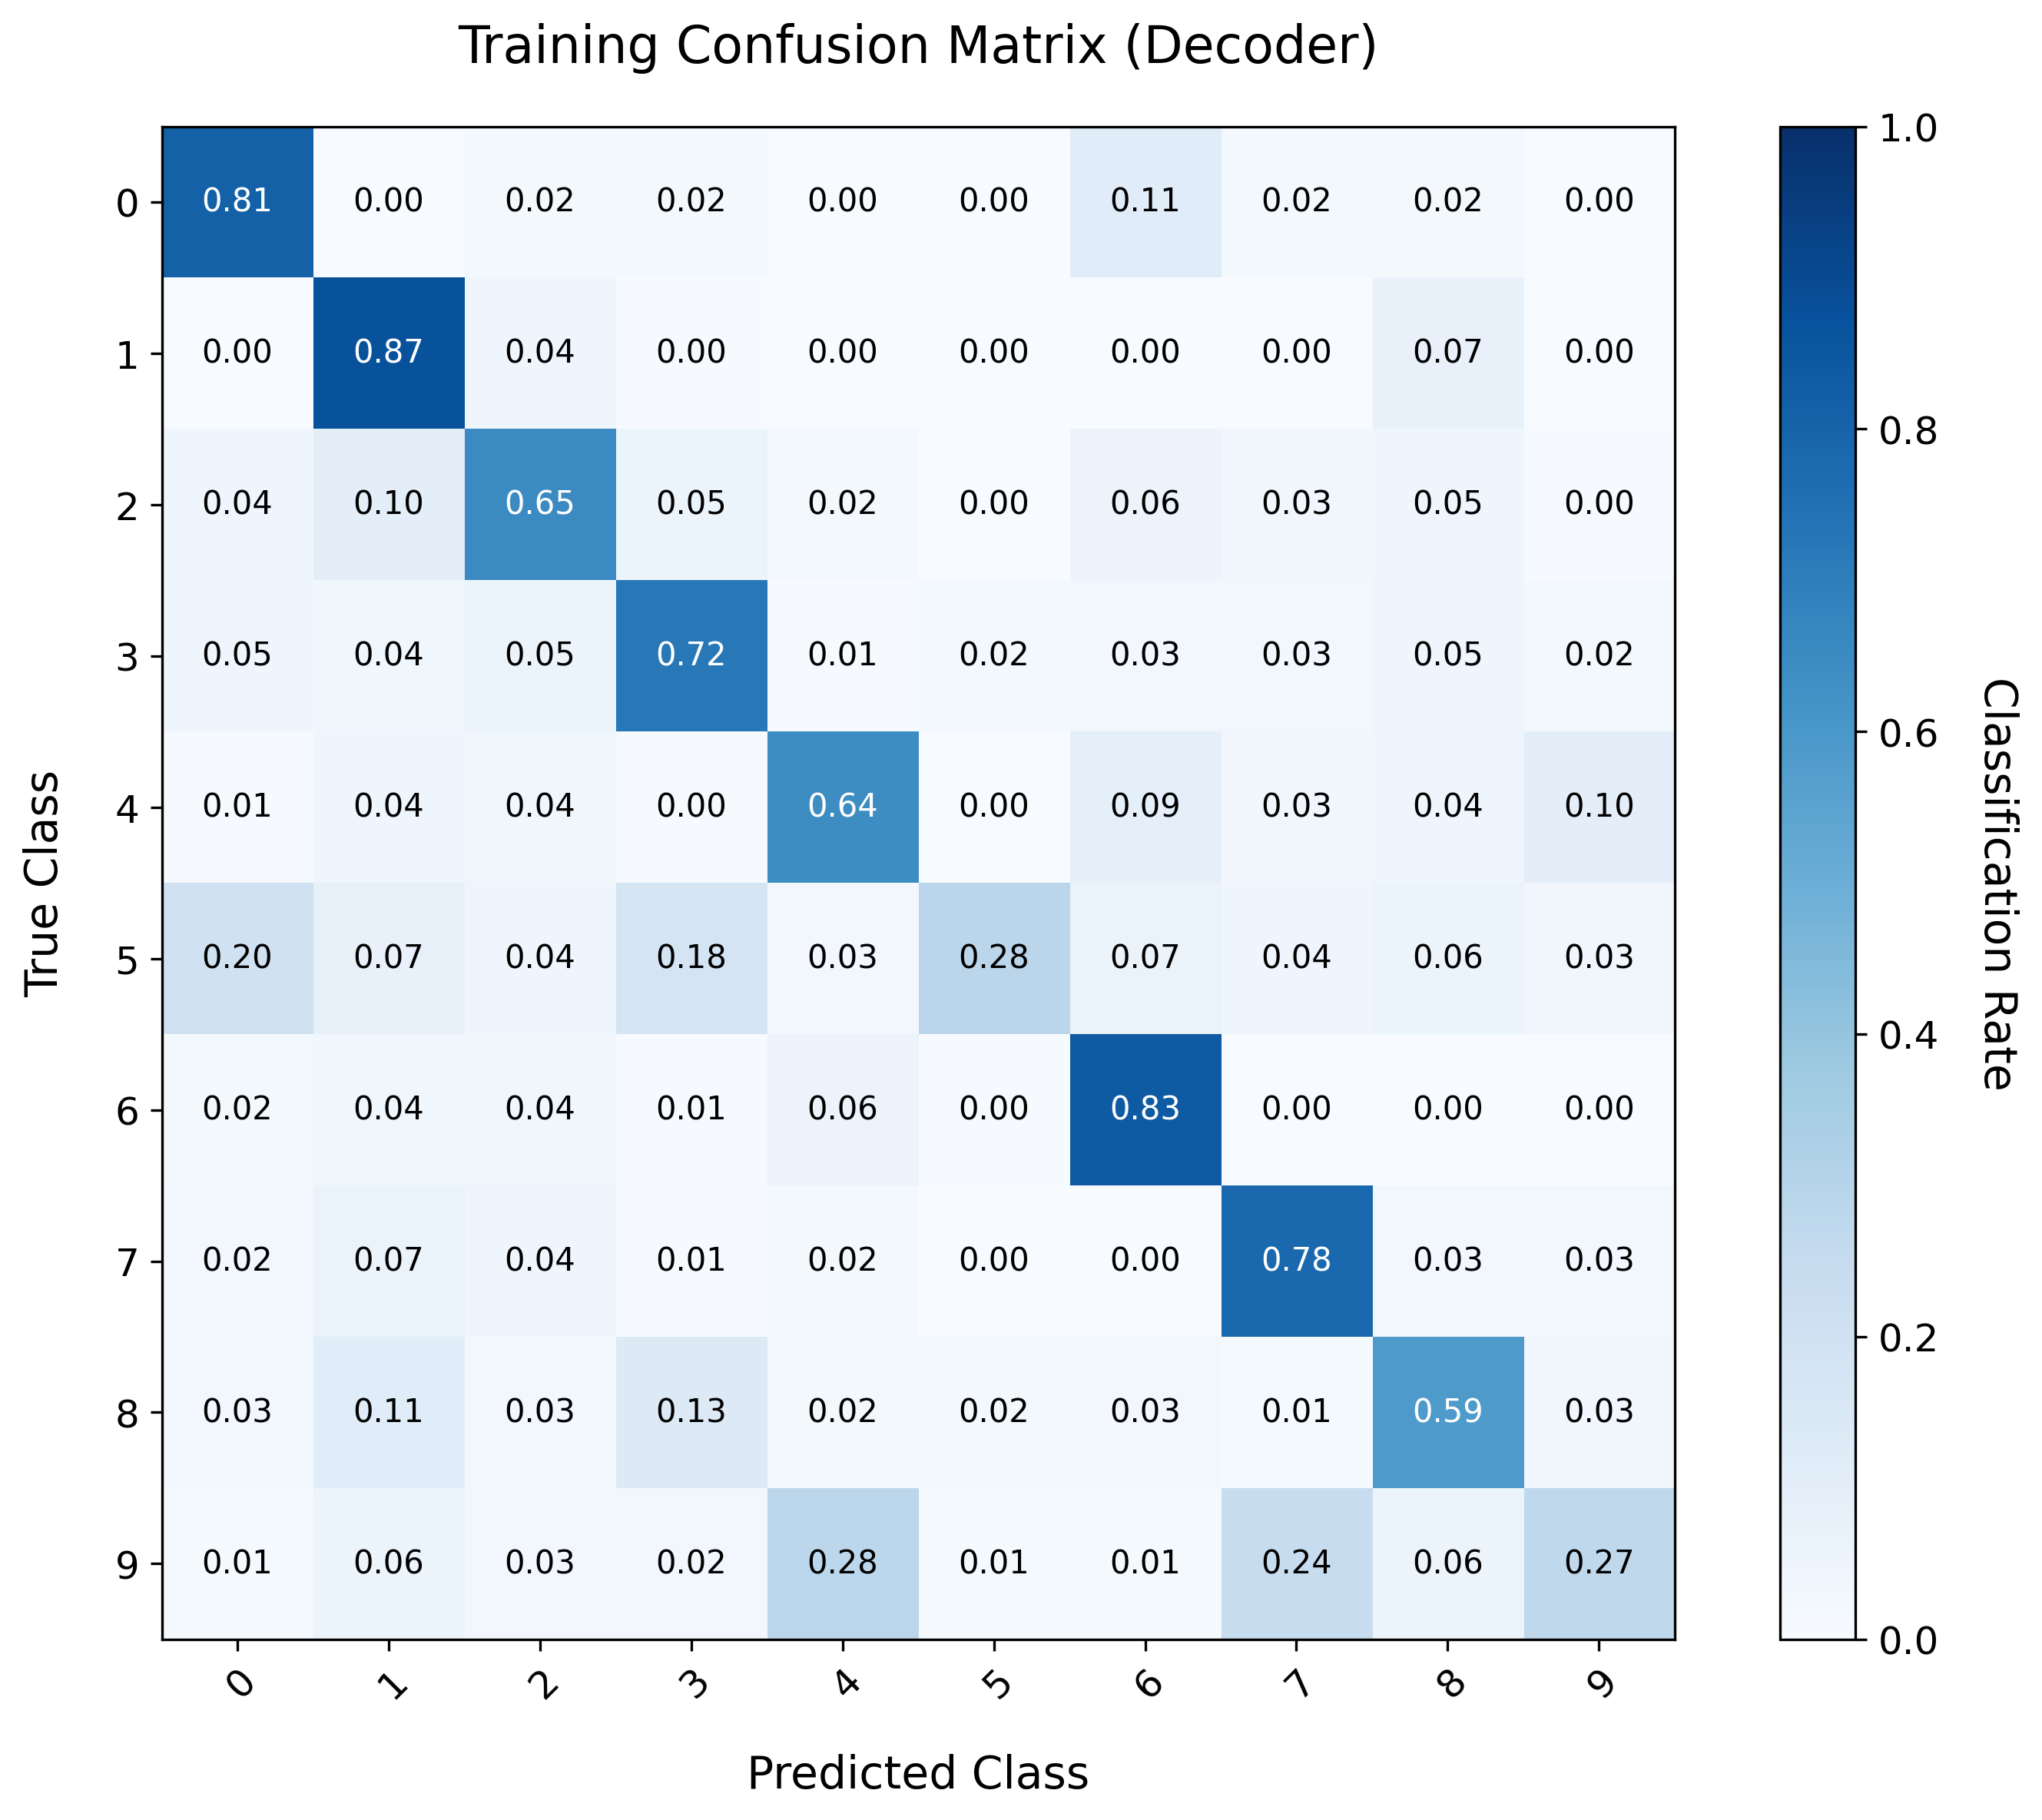 Training Confusion Matrix (Decoder)
1.0
0 0.81 0.00 0.02 0.02 0.00 0.00 0.11 0.02 0.02 0.00
1 0.00 0.87 0.04 0.00 0.00 0.00 0.00 0.00 0.07 0.00
0.8
2 0.04 0.10 0.65 0.05 0.02 0.00 0.06 0.03 0.05 0.00
3 0.05 0.04 0.05 0.72 0.01 0.02 0.03 0.03 0.05 0.02
0.6
4 0.01 0.04 0.04 0.00 0.64 0.00 0.09 0.03 0.04 0.10
True Class
Classification Rate
5 0.20 0.07 0.04 0.18 0.03 0.28 0.07 0.04 0.06 0.03
0.4
6 0.02 0.04 0.04 0.01 0.06 0.00 0.83 0.00 0.00 0.00
7 0.02 0.07 0.04 0.01 0.02 0.00 0.00 0.78 0.03 0.03
0.2
8 0.03 0.11 0.03 0.13 0.02 0.02 0.03 0.01 0.59 0.03
9 0.01 0.06 0.03 0.02 0.28 0.01 0.01 0.24 0.06 0.27
0.0
0 1 2 3 4 5 6 7 8 9
Predicted Class